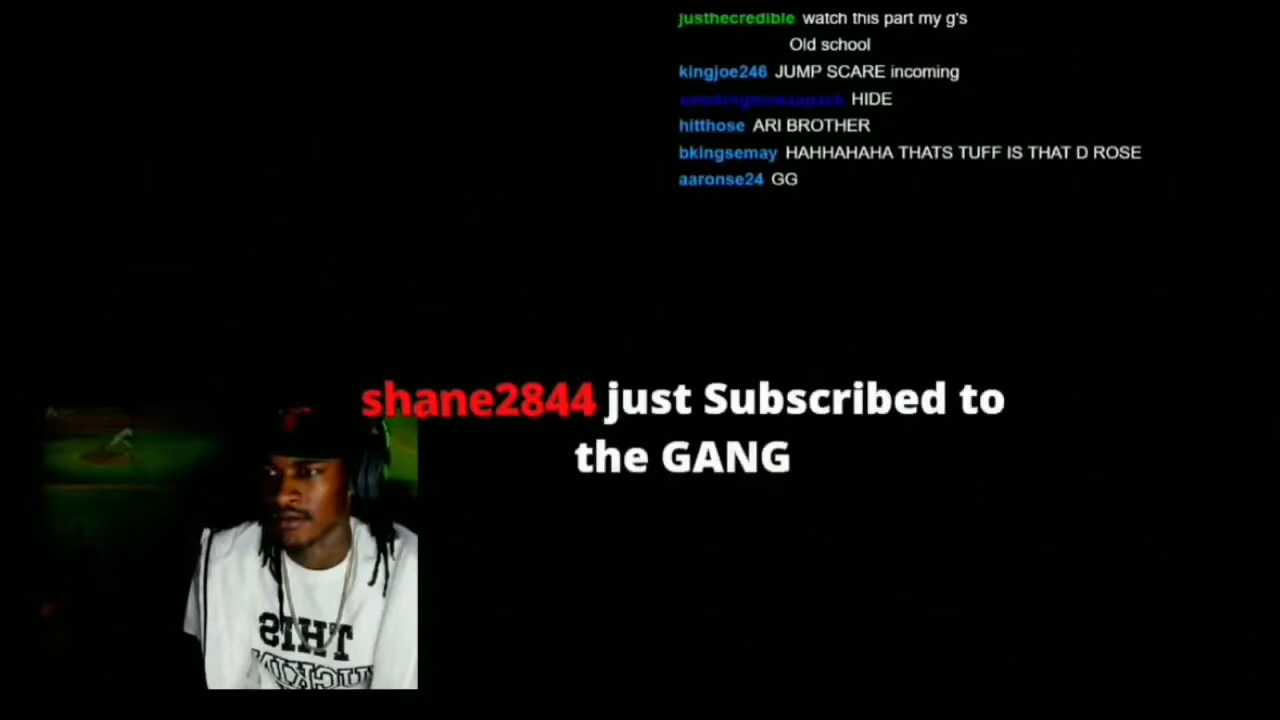 justhecredible watch this part my g's
Old school
kingjoe246 JUMP SCARE incoming
HIDE
hitthose ARI BROTHER
bkingsemay HAHHAHAHA THATS TUFF IS THAT D ROSE
aaronse24 GG
shane2844 just Subscribed to
the GANG
THIS